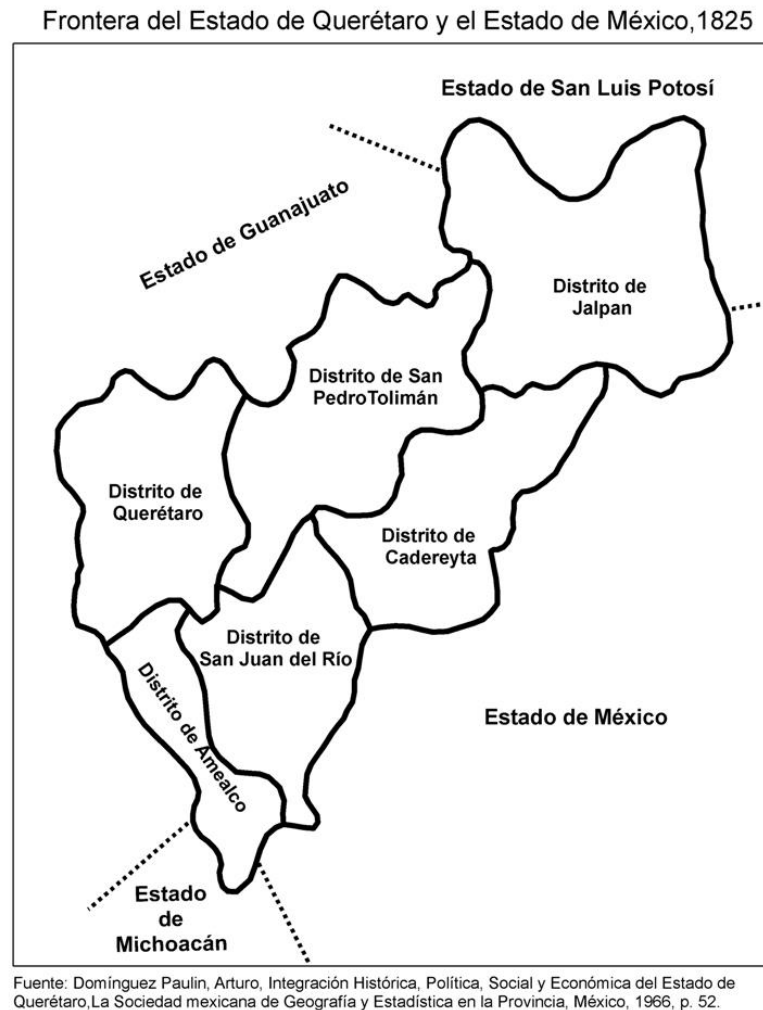 Frontera del Estado de Querétaro y el Estado de México,1825
Estado de San Luis Potosí
Estado de Guanajuato
Distrito de
Jalpan
Distrito de San
PedroTolimán
Distrito de
Querétaro
Distrito de
Cadereyta
Distrito de
San Juan del Río
Distrito de Amealco
Estado de México
Estado
de
Michoacán
Fuente: Domínguez Paulin, Arturo, Integración Histórica, Política, Social y Económica del Estado de
Querétaro,La Sociedad mexicana de Geografía y Estadística en la Provincia, México, 1966, p. 52.